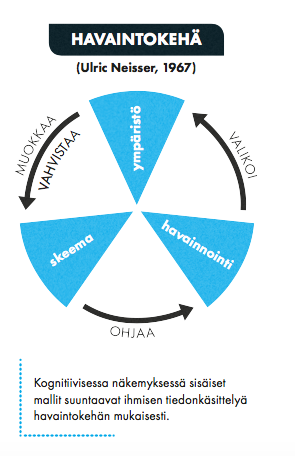 HAVAINTOKEHÄ
(Ulric Neisser, 1967)
ympäristö
MUOKKAA
VAHVISTAA
VALIKOI
skeema
havainnointi
OHJAA
Kognitiivisessa näkemyksessä sisäiset
mallit suuntaavat ihmisen tiedonkäsittelyä
havaintokehän mukaisesti.